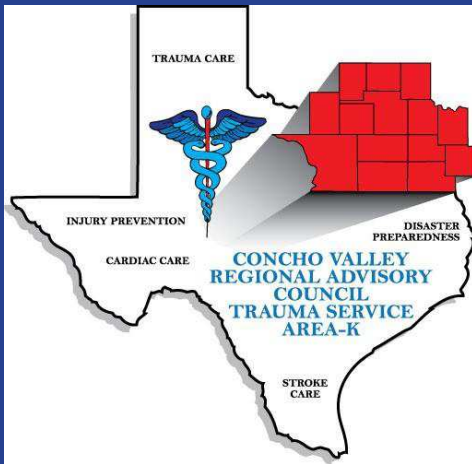 TRAUMA CARE
INJURY PREVENTION
CARDIAC CARE
DISASTER
PREPAREDNESS
CONCHO VALLEY
REGIONAL ADVISORY
COUNCIL
TRAUMA SERVICE
AREA-K
STROKE
CARE